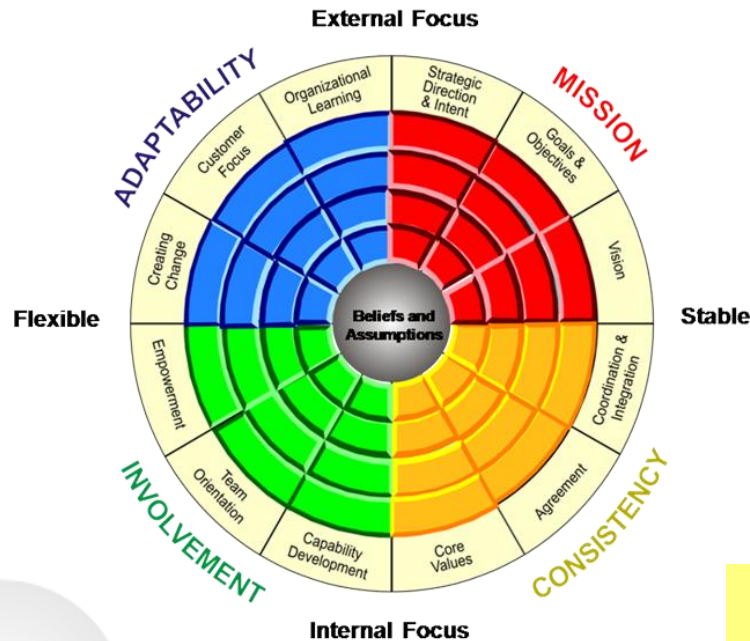 External Focus
ADAPTABILITY
MISSION
Organizational
Learning
Strategic
Direction
& Intent
Customer
Focus
Goals &
Objectives
Creating
Change
Vision
Flexible
Beliefs and
Assumptions
Stable
Empowerment
Coordination &
Integration
Team
Orientation
Agreement
Capability
Development
Core
Values
INVOLVEMENT
CONSISTENCY
Internal Focus